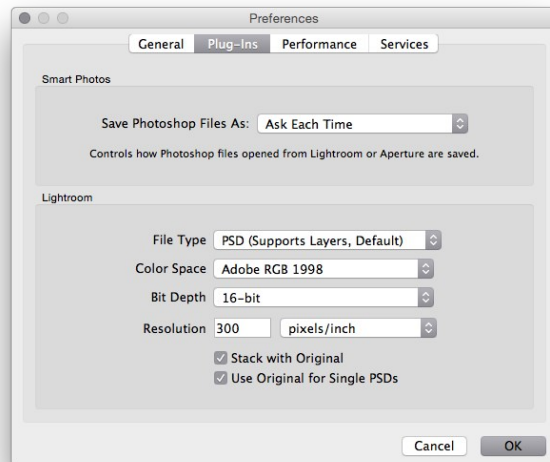 Preferences
General Plug-Ins Performance Services
Smart Photos
Save Photoshop Files As: Ask Each Time
Controls how Photoshop files opened from Lightroom or Aperture are saved.
Lightroom
File Type PSD (Supports Layers, Default)
Color Space Adobe RGB 1998
Bit Depth 16-bit
Resolution 300 pixels/inch
Stack with Original
Use Original for Single PSDs
Cancel OK